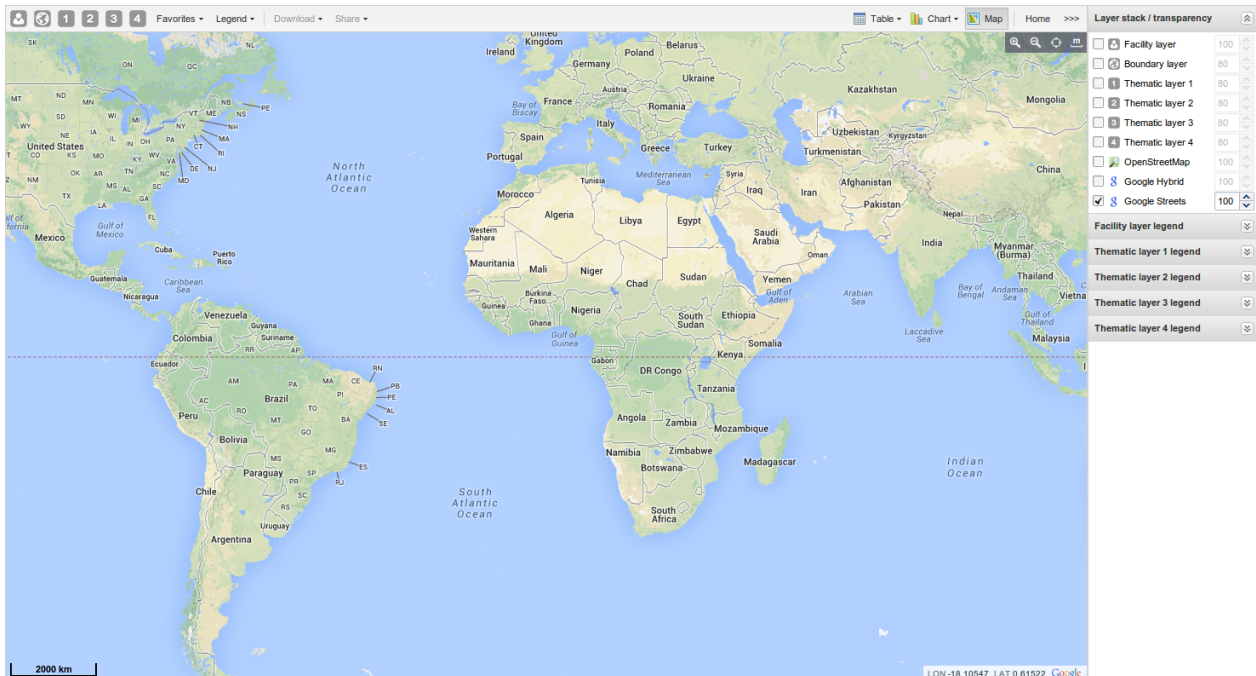 1 2 3 4 Favorites Legend Download Share Table Chart Map Home >>>
Layer stack / transparency
Facility layer 100
Boundary layer 80
1 Thematic layer 1 80
2 Thematic layer 2 80
3 Thematic layer 3 80
4 Thematic layer 4 80
OpenStreetMap 100
Google Hybrid 100
Google Streets 100
Facility layer legend
Thematic layer 1 legend
Thematic layer 2 legend
Thematic layer 3 legend
Thematic layer 4 legend
SK
ON
QC
NL
MT
ND
MN
NB
PE
NS
SD
WI
MI
VT
ME
WY
NY
NH
NE
IA
IL
IN
OH
PA
CT
MA
RI
United States
CO
KS
MO
KY
WV
VA
DE
NJ
MD
NM
OK
AR
TN
NC
MS
AL
SC
TX
LA
GA
FL
Mexico
Gulf of
Mexico
Cuba
Puerto
Rico
Guatemala
Caribbean
Sea
Nicaragua
North
Atlantic
Ocean
Venezuela
Guyana
Suriname
Colombia
RR
AP
Ecuador
AM
PA
MA
CE
RN
PB
PE
AL
SE
PI
AC
RO
Brazil
TO
BA
MT
Peru
GO
Bolivia
MG
MS
ES
Paraguay
SP
RJ
PR
Chile
SC
RS
Uruguay
Argentina
South
Atlantic
Ocean
United
Kingdom
Ireland
Belarus
Poland
Germany
Ukraine
Austria
Bay of
Biscay
France
Romania
Italy
Spain
Portugal
Greece
Turkey
Kazakhstan
Mongolia
Uzbekistan
Kyrgyzstan
Turkmenistan
China
Mediterranean
Sea
Tunisia
Syria
Iraq
Iran
Afghanistan
Pakistan
Morocco
Algeria
Libya
Egypt
Western
Sahara
Saudi
Arabia
Oman
Nepal
India
Myanmar
(Burma)
Mauritania
Mali
Niger
Chad
Sudan
Yemen
Gulf of
Aden
Arabian
Sea
Bay of
Bengal
Andaman
Sea
Thailand
Vietna
Gulf of
Thailand
Burkina
Faso
Guinea
Ghana
Nigeria
South
Sudan
Ethiopia
Gulf of
Guinea
Somalia
Laccadive
Sea
Malaysia
Gabon
DR Congo
Kenya
Tanzania
Angola
Zambia
Mozambique
Namibia
Zimbabwe
Botswana
Madagascar
South
Africa
Indian
Ocean
2000 km
LON -18.10547 LAT 0.61522 Google